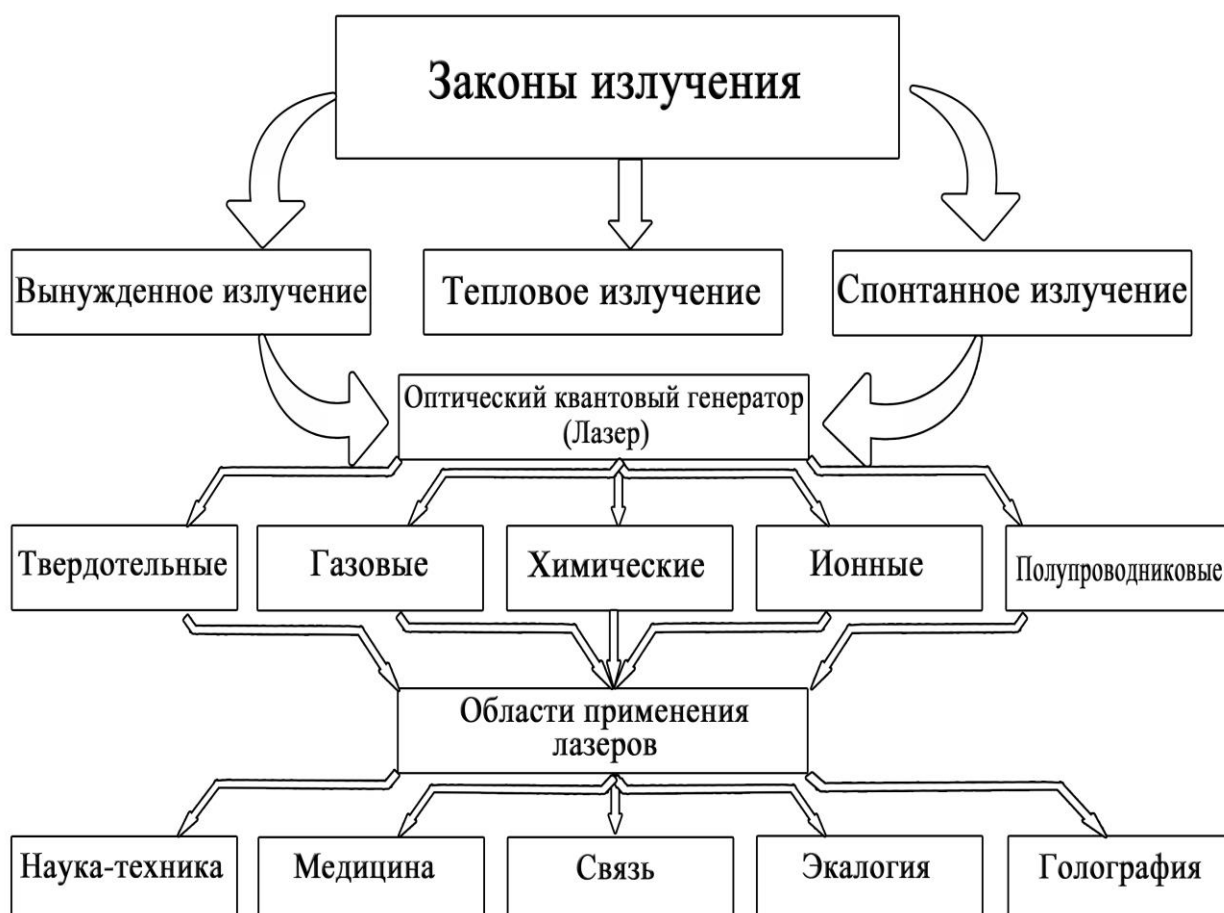 Законы излучения
Вынужденное излучение
Тепловое излучение
Спонтанное излучение
Оптический квантовый генератор
(Лазер)
Твердотельные
Газовые
Химические
Ионные
Полупроводниковые
Области применения
лазеров
Наука-техника
Медицина
Связь
Экалогия
Голография